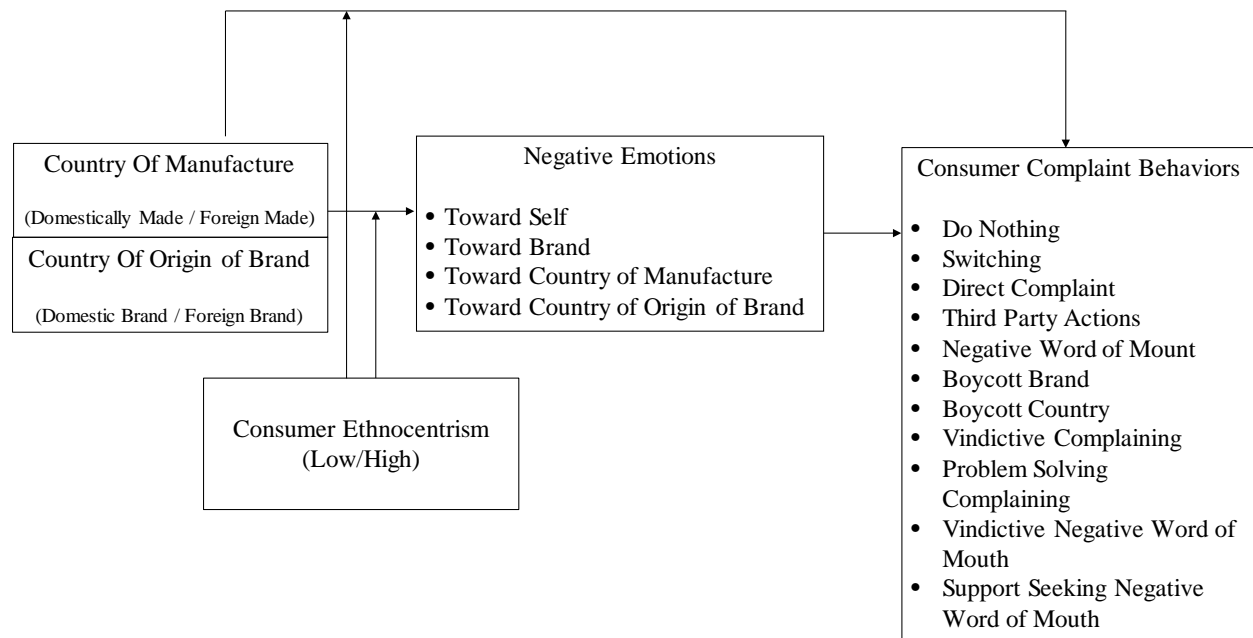 Country Of Manufacture
(Domestically Made / Foreign Made)
Country Of Origin of Brand
(Domestic Brand / Foreign Brand)
Consumer Ethnocentrism
(Low/High)
Negative Emotions
• Toward Self
• Toward Brand
• Toward Country of Manufacture
• Toward Country of Origin of Brand
Consumer Complaint Behaviors
• Do Nothing
• Switching
• Direct Complaint
• Third Party Actions
• Negative Word of Mount
• Boycott Brand
• Boycott Country
• Vindictive Complaining
• Problem Solving
Complaining
• Vindictive Negative Word of
Mouth
• Support Seeking Negative
Word of Mouth